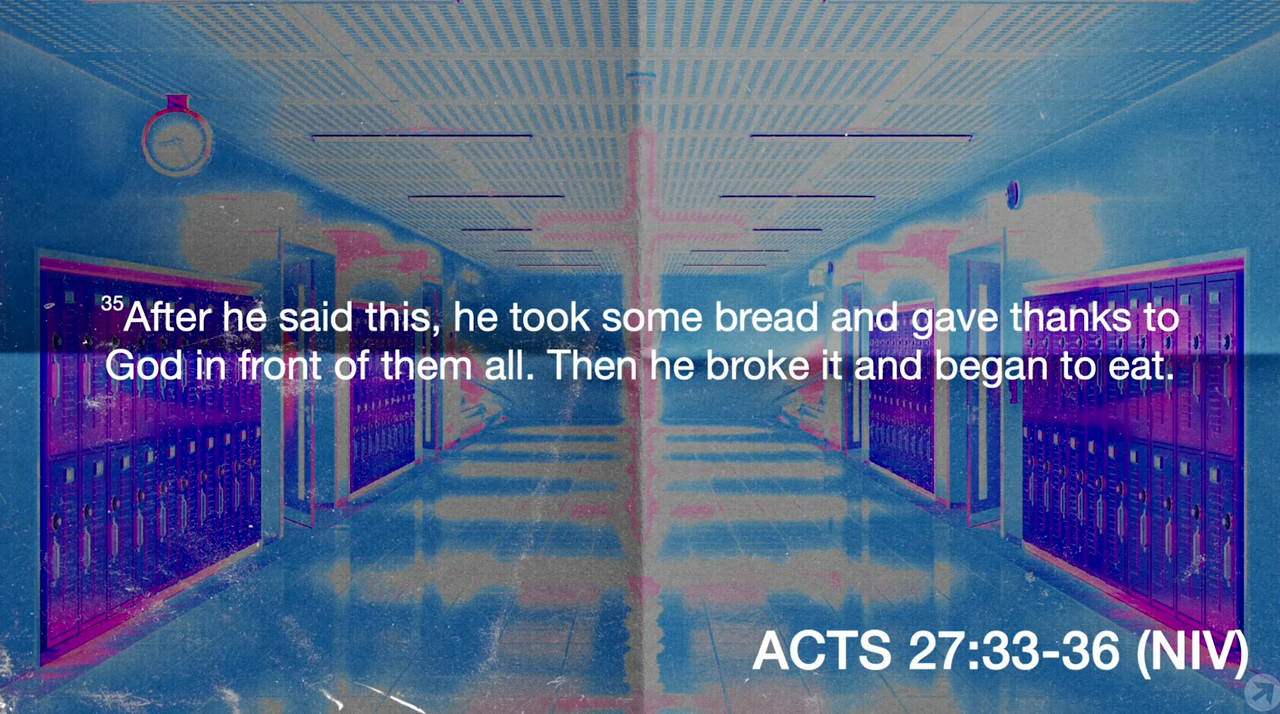 35After he said this, he took some bread and gave thanks to
God in front of them all. Then he broke it and began to eat.
ACTS 27:33-36 (NIV)